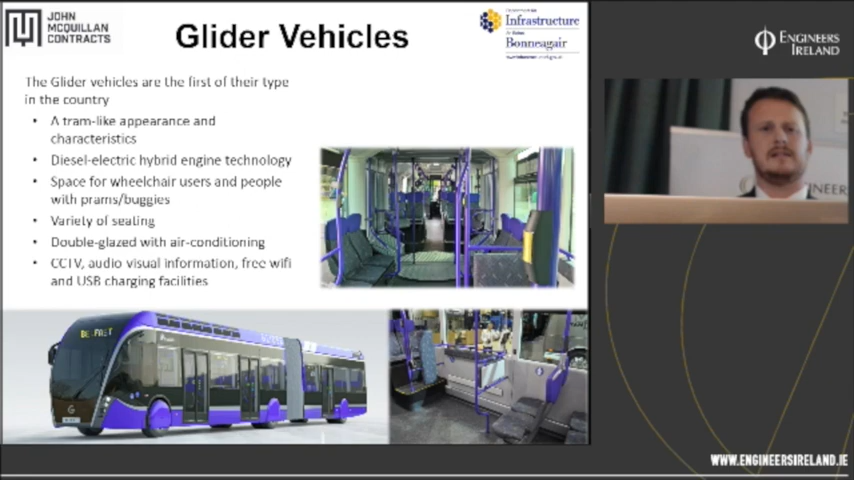 JOHN
MCQUILLAN
CONTRACTS
Glider Vehicles
Infrastructure
Bonneagair
ENGINEERS
IRELAND
The Glider vehicles are the first of their type
in the country
• A tram-like appearance and
characteristics
• Diesel-electric hybrid engine technology
• Space for wheelchair users and people
with prams/buggies
• Variety of seating
• Double-glazed with air-conditioning
• CCTV, audio visual information, free wifi
and USB charging facilities
BELFAST
WWW.ENGINEERSIRELAND.IE